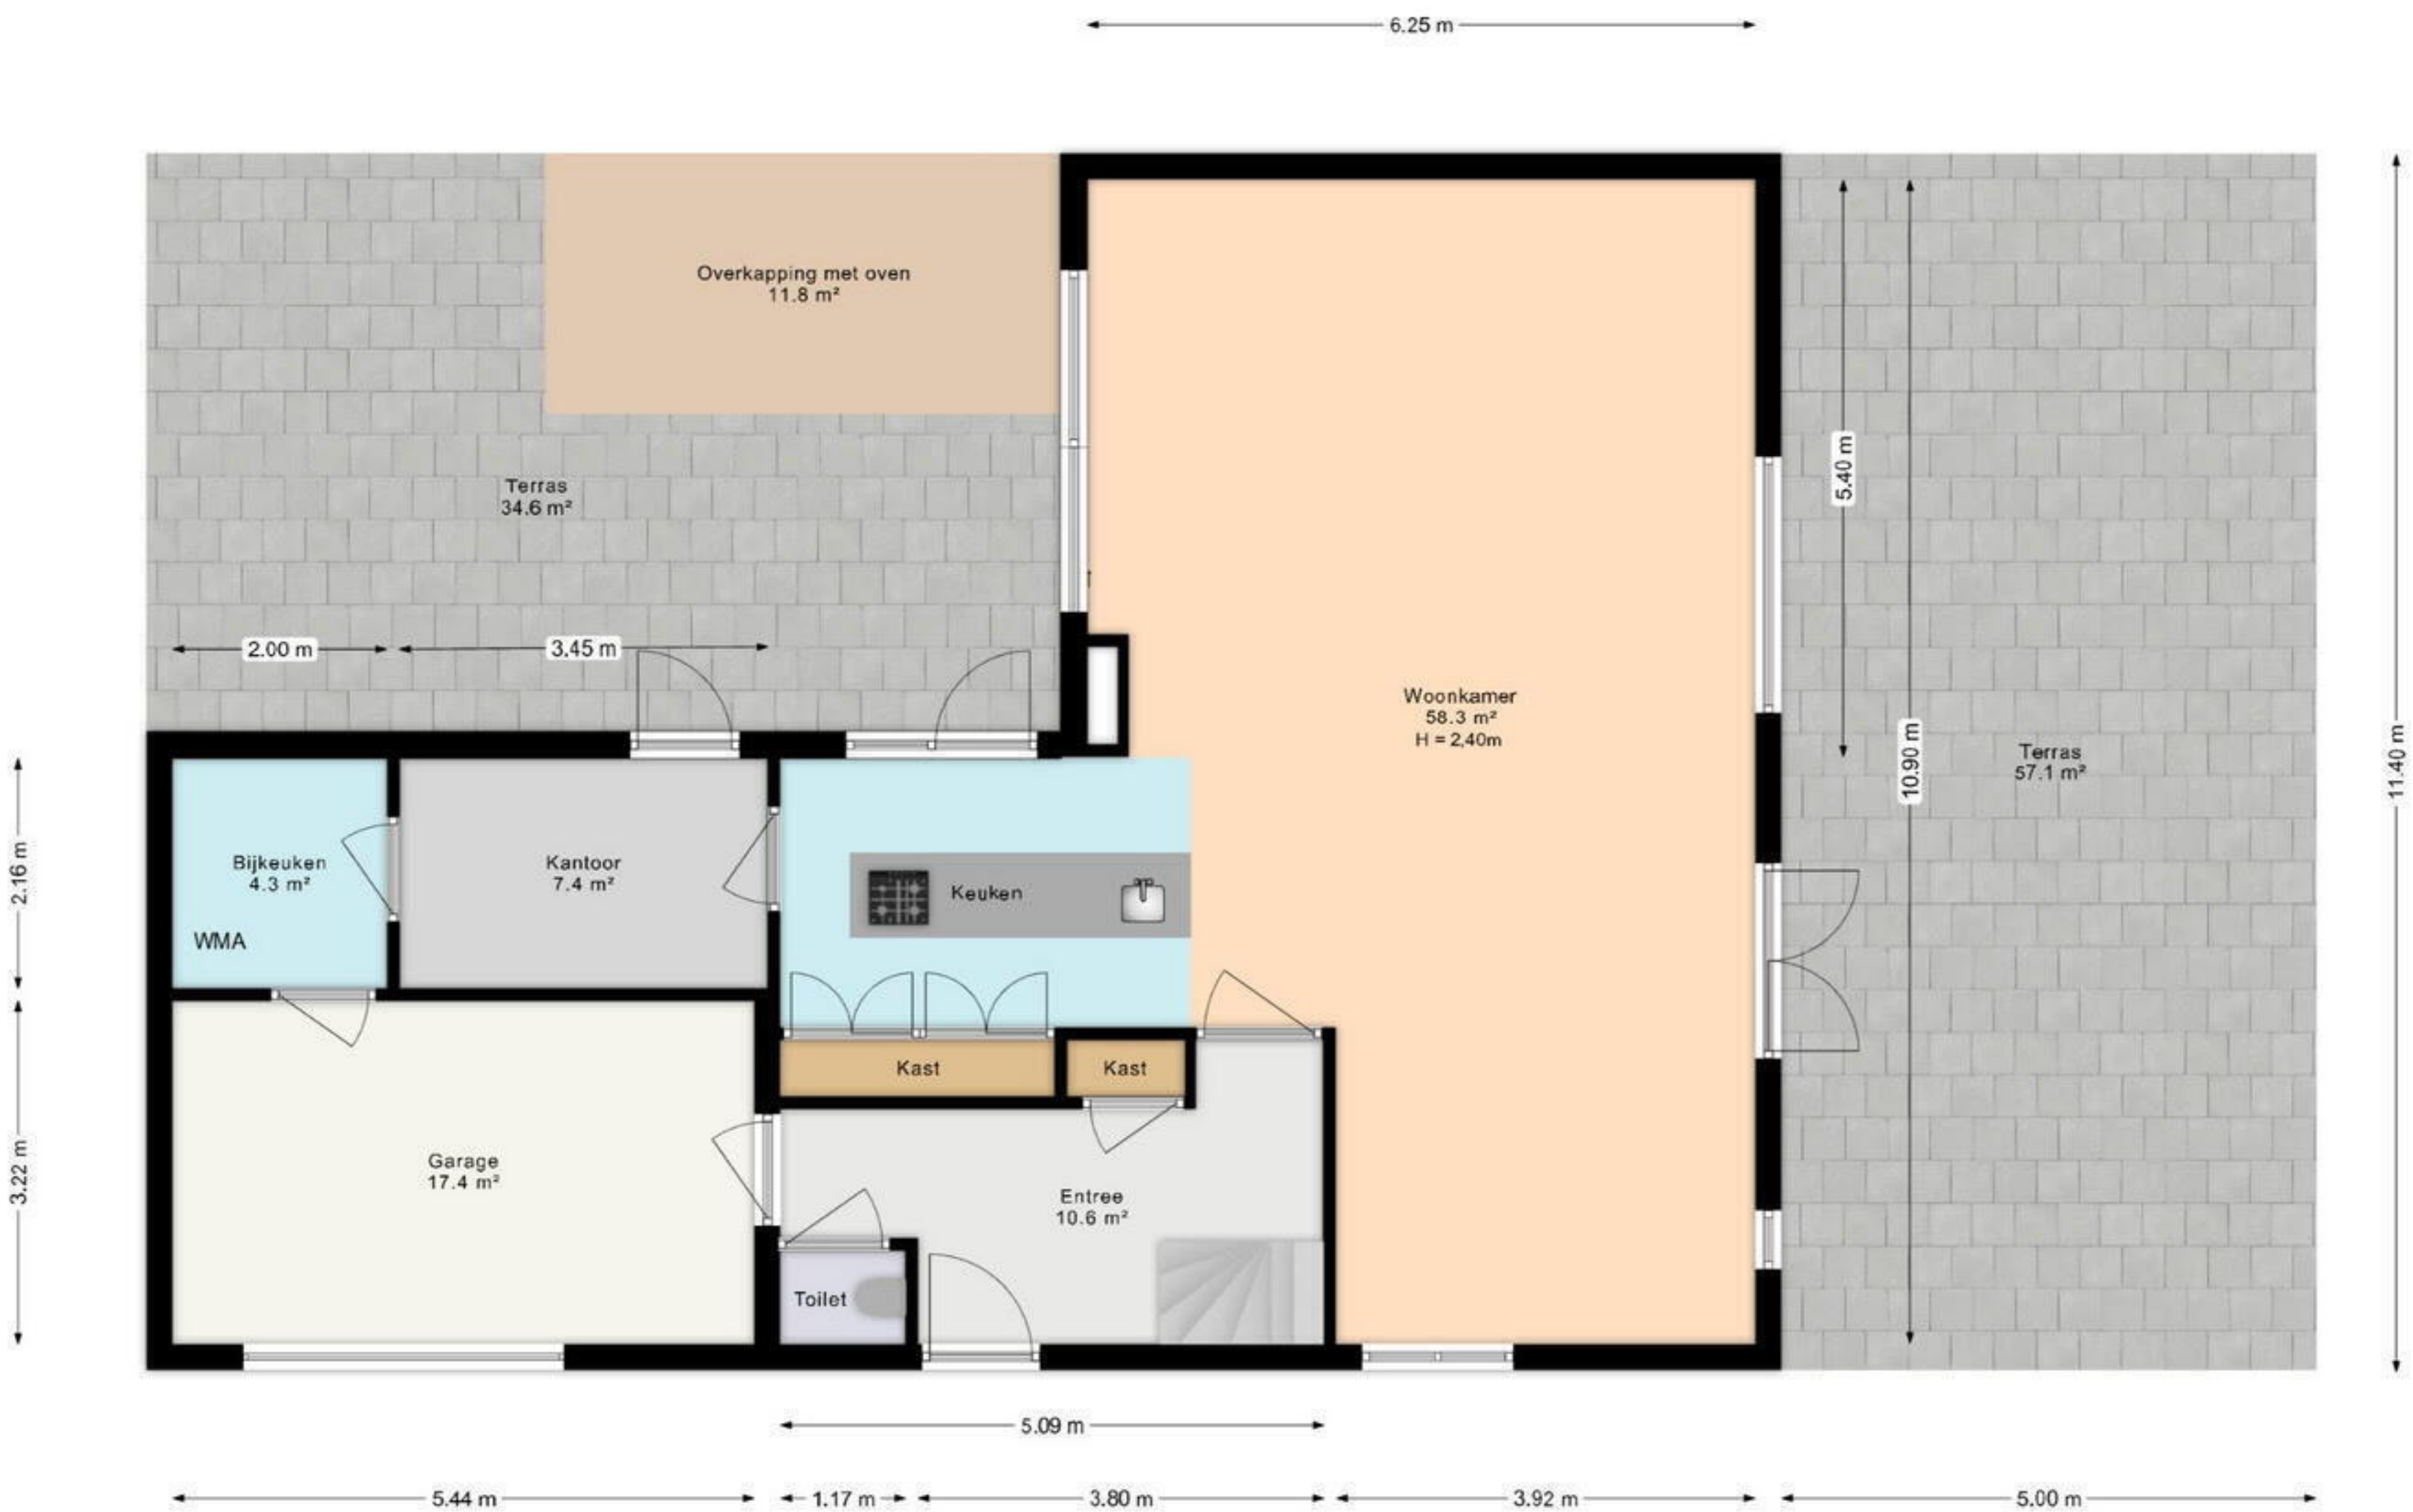 6.25 m
Overkapping met oven
11.8 m²
Terras
34.6 m²
5.40 m
2.00 m
3.45 m
Woonkamer
58.3 m²
H = 2,40m
10.90 m
Terras
57.1 m²
11.40 m
2.16 m
Bijkeuken
4.3 m²
WMA
Kantoor
7.4 m²
Keuken
Kast
Kast
3.22 m
Garage
17.4 m²
Entree
10.6 m²
Toilet
5.09 m
5.44 m
1.17 m
3.80 m
3.92 m
5.00 m